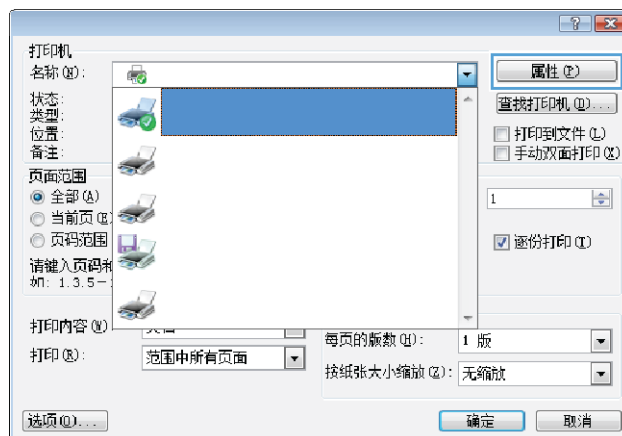 打印机
名称(N):
属性(P)
状态:
类型:
查找打印机(D)...
位置:
打印到文件(L)
备注:
手动双面打印(X)
页面范围
全部(A)
1
当前页(E)
页码范围
逐份打印(T)
请键入页码和
如: 1.3.5-
打印内容(W):
每页的版数(H):
1 版
打印(R):
范围中所有页面
按纸张大小缩放(Z):
无缩放
选项(O)...
确定
取消